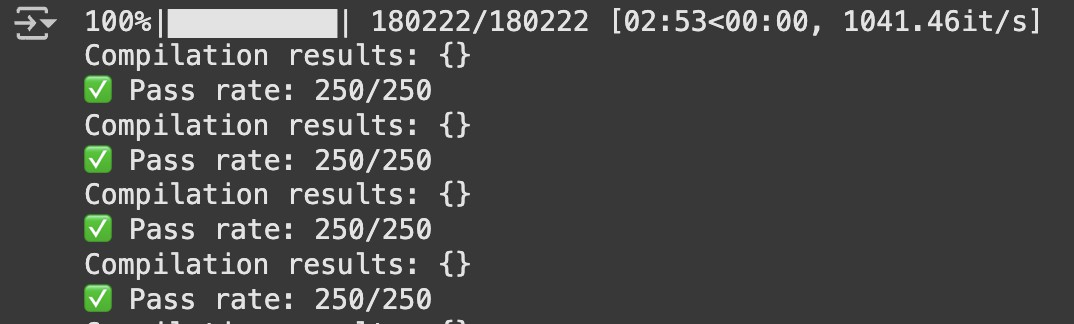 100%|██████████| 180222/180222 [02:53<00:00, 1041.46it/s]
Compilation results: {}
✅ Pass rate: 250/250
Compilation results: {}
✅ Pass rate: 250/250
Compilation results: {}
✅ Pass rate: 250/250
Compilation results: {}
✅ Pass rate: 250/250